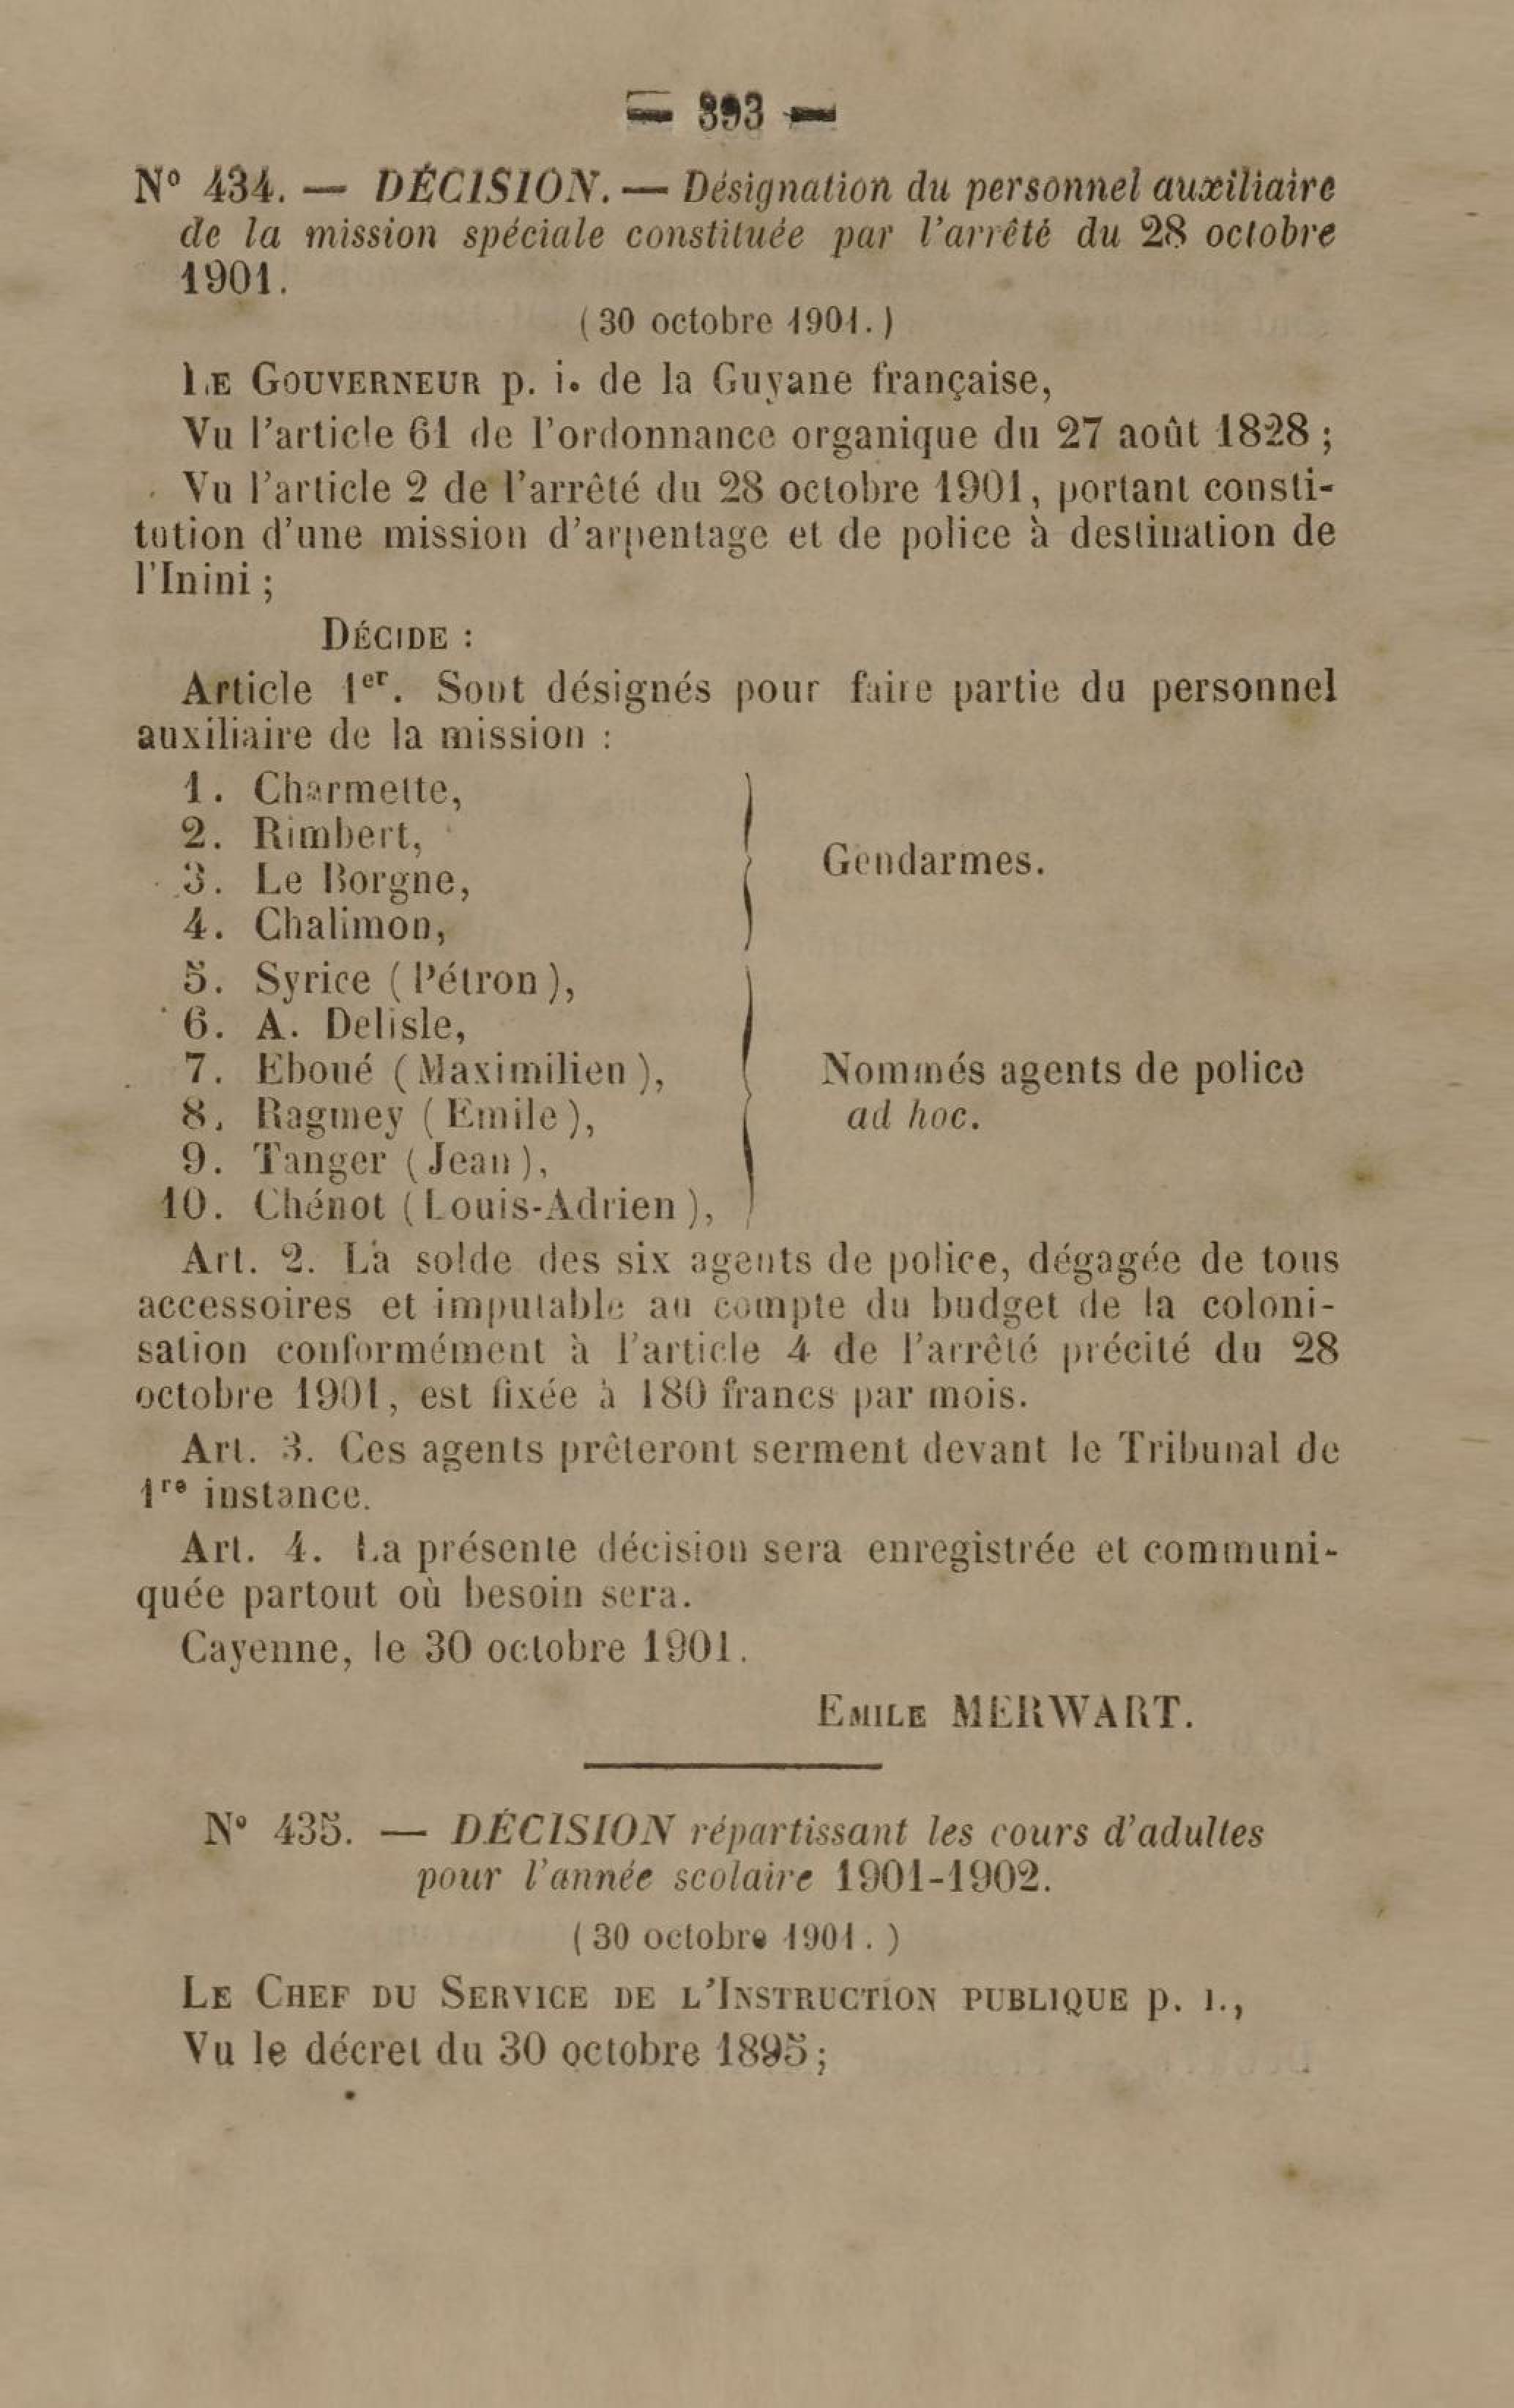 — 893 —
N° 434. — DÉCISION. — Désignation du personnel auxiliaire
de la mission spéciale constituée par l'arrêté du 28 octobre
1901.
(30 octobre 1901.)
LE GOUVERNEUR p. i. de la Guyane française,
Vu l'article 61 de l'ordonnance organique du 27 août 1828 ;
Vu l'article 2 de l'arrêté du 28 octobre 1901, portant consti-
tution d'une mission d'arpentage et de police à destination de
l'Inini ;
DÉCIDE :
Article 1er. Sont désignés pour faire partie du personnel
auxiliaire de la mission :
1. Charmette,
2. Rimbert,
3. Le Borgne,
4. Chalimon,
Gendarmes.
5. Syrice (Pétron),
6. A. Delisle,
7. Eboué (Maximilien),
8. Ragmey (Emile),
9. Tanger (Jean),
10. Chénot (Louis-Adrien),
Nommés agents de police
ad hoc.
Art. 2. La solde des six agents de police, dégagée de tous
accessoires et imputable au compte du budget de la coloni-
sation conformément à l'article 4 de l'arrêté précité du 28
octobre 1901, est fixée à 180 francs par mois.
Art. 3. Ces agents prêteront serment devant le Tribunal de
1re instance.
Art. 4. La présente décision sera enregistrée et communi-
quée partout où besoin sera.
Cayenne, le 30 octobre 1901.
EMILE MERWART.
N° 435. — DÉCISION répartissant les cours d'adultes
pour l'année scolaire 1901-1902.
(30 octobre 1901.)
LE CHEF DU SERVICE DE L'INSTRUCTION PUBLIQUE p. i.,
Vu le décret du 30 octobre 1895;